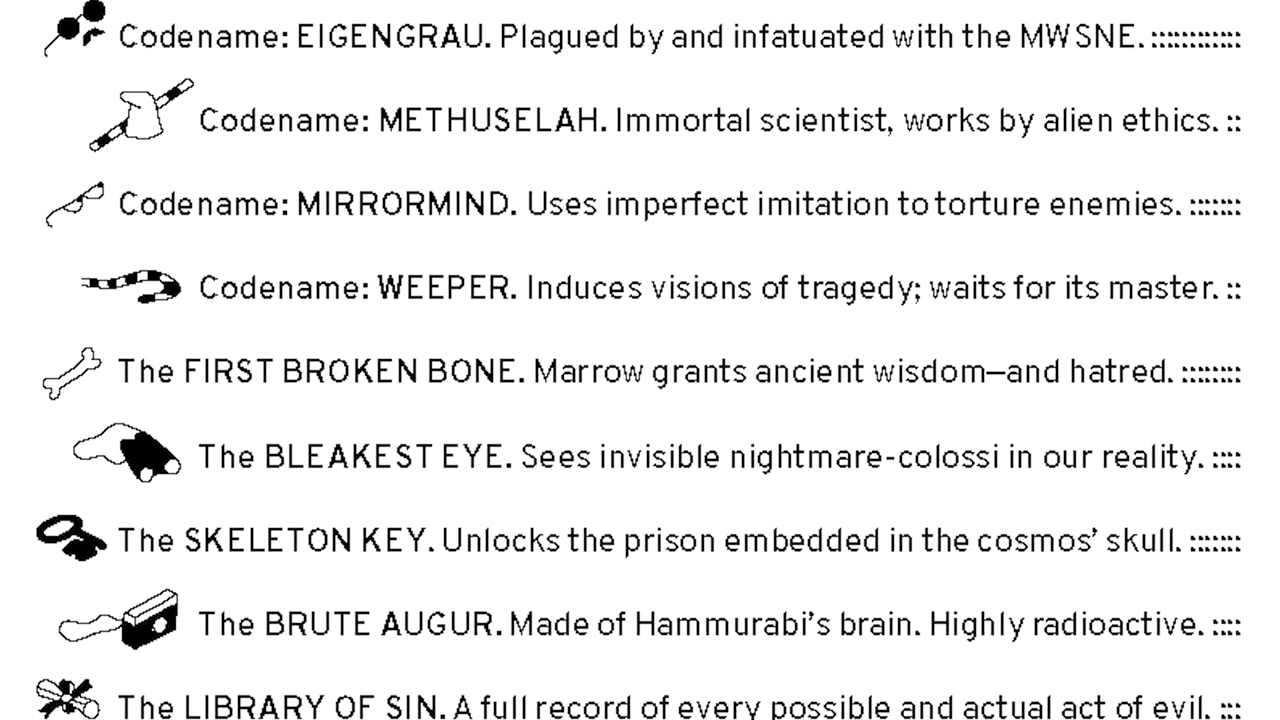 Codename: EIGENGRAU. Plagued by and infatuated with the MWSNE. ::::::::::::
Codename: METHUSELAH. Immortal scientist, works by alien ethics. ::
Codename: MIRRORMIND. Uses imperfect imitation to torture enemies. :::::::
Codename: WEEPER. Induces visions of tragedy; waits for its master. ::
The FIRST BROKEN BONE. Marrow grants ancient wisdom—and hatred. ::::::::
The BLEAKEST EYE. Sees invisible nightmare-colossi in our reality. ::::
The SKELETON KEY. Unlocks the prison embedded in the cosmos’ skull. :::::::
The BRUTE AUGUR. Made of Hammurabi’s brain. Highly radioactive. ::::
The LIBRARY OF SIN. A full record of every possible and actual act of evil. :::